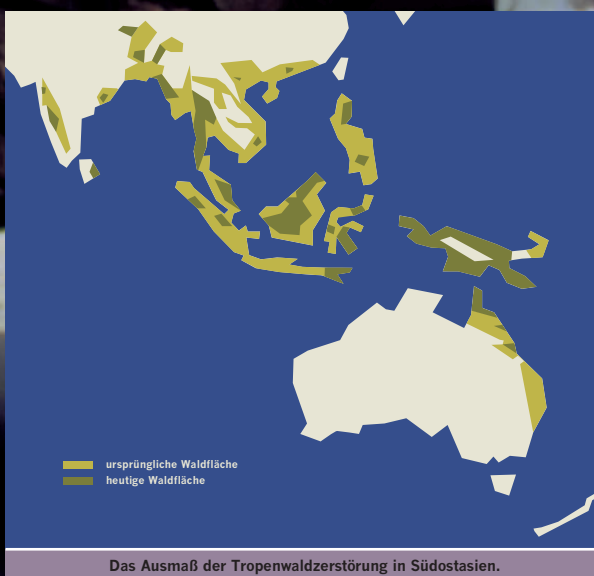 ursprüngliche Waldfläche
heutige Waldfläche
Das Ausmaß der Tropenwaldzerstörung in Südostasien.